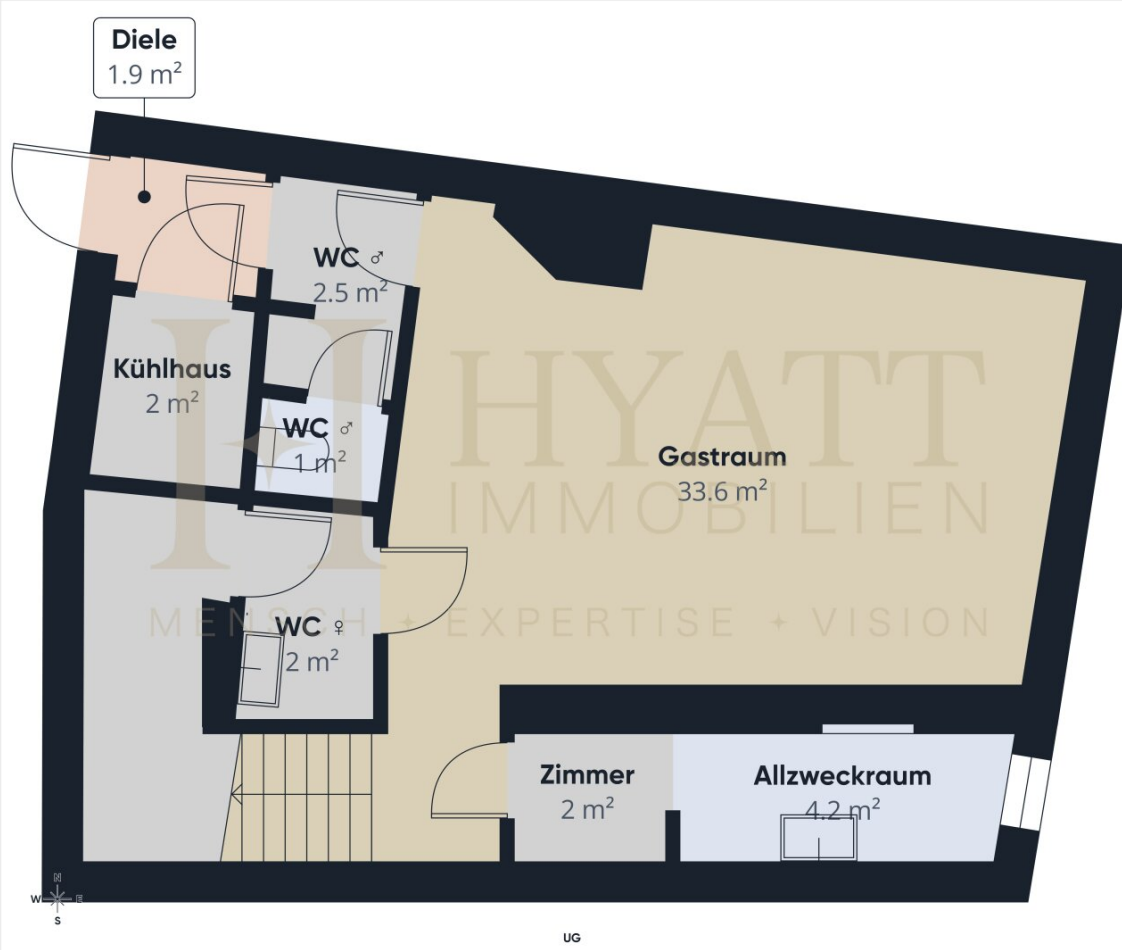 Diele
1.9 m²
WC ♂
2.5 m²
Kühlhaus
2 m²
WC ♂
1 m²
HYATT
IMMOBILIEN
MENSCH + EXPERTISE + VISION
Gastraum
33.6 m²
WC ♀
2 m²
Zimmer
2 m²
Allzweckraum
4.2 m²
N
W E
S
UG